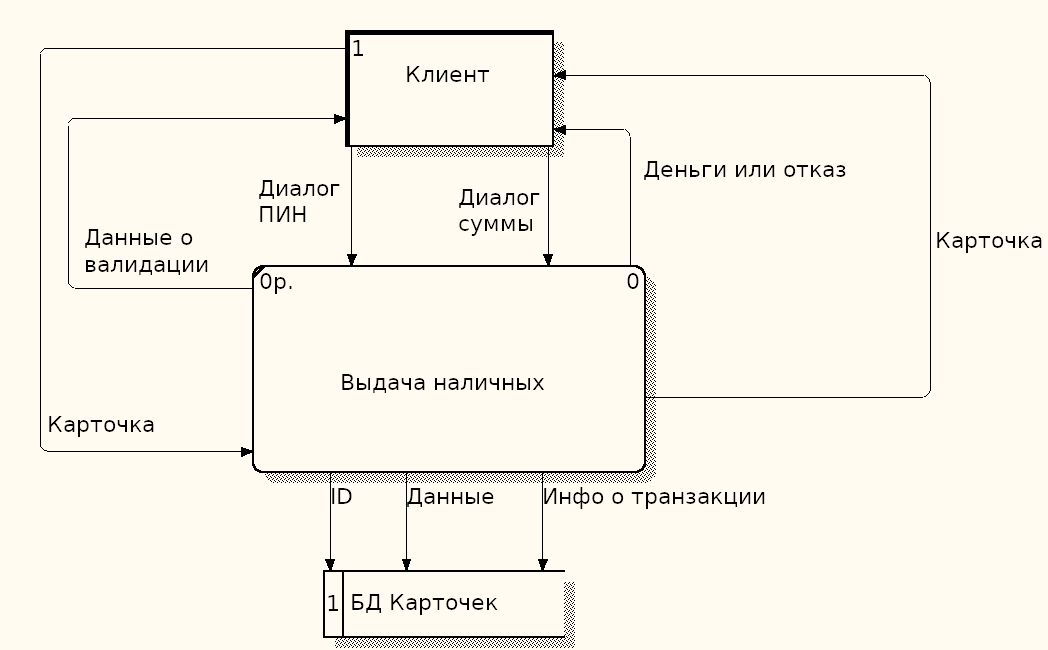 1
Клиент
Деньги или отказ
Диалог
ПИН
Диалог
суммы
Данные о
валидации
Карточка
0р.
0
Выдача наличных
Карточка
ID
Данные
Инфо о транзакции
1
БД Карточек